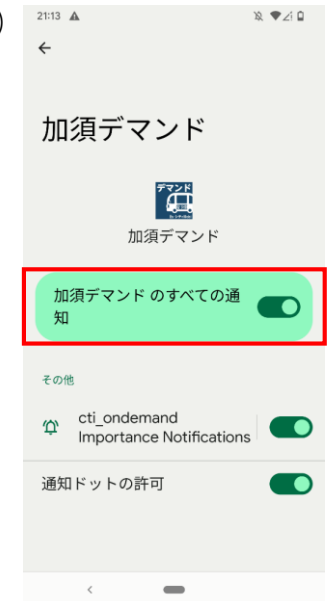 )
21:13
加須デマンド
デマンド
加須デマンド
加須デマンド のすべての通
知
その他
cti_ondemand
Importance Notifications
通知ドットの許可